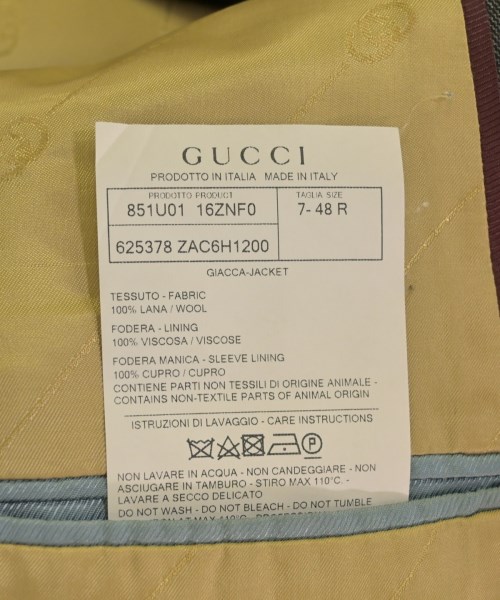 GUCCI
PRODOTTO IN ITALIA MADE IN ITALY
PRODOTTO PRODUCT
851U01 16ZNF0
TAGLIA SIZE
7- 48 R
625378 ZAC6H1200
GIACCA-JACKET
TESSUTO - FABRIC
100% LANA / WOOL
FODERA - LINING
100% VISCOSA / VISCOSE
FODERA MANICA - SLEEVE LINING
100% CUPRO / CUPRO
CONTIENE PARTI NON TESSILI DI ORIGINE ANIMALE -
CONTAINS NON-TEXTILE PARTS OF ANIMAL ORIGIN
ISTRUZIONI DI LAVAGGIO - CARE INSTRUCTIONS
P
NON LAVARE IN ACQUA - NON CANDEGGIARE - NON
ASCIUGARE IN TAMBURO - STIRO MAX 110°C. -
LAVARE A SECCO DELICATO
DO NOT WASH - DO NOT BLEACH - DO NOT TUMBLE